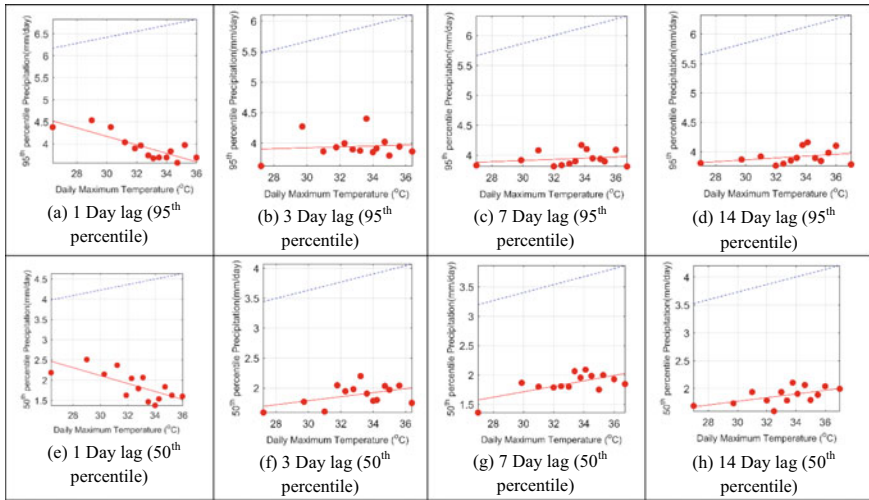 6.5
6
5.5
5
4.5
4
95th percentile Precipitation(mm/day)
28 30 32 34 36
Daily Maximum Temperature (oC)
(a) 1 Day lag (95th
percentile)
6
5.5
5
4.5
4
95th percentile Precipitation(mm/day)
28 30 32 34 36
Daily Maximum Temperature (oC)
(b) 3 Day lag (95th
percentile)
6
5.5
5
4.5
4
95th percentile Precipitation(mm/day)
28 30 32 34 36
Daily Maximum Temperature (oC)
(c) 7 Day lag (95th
percentile)
6
5.5
5
4.5
4
95th percentile Precipitation(mm/day)
28 30 32 34 36
Daily Maximum Temperature (oC)
(d) 14 Day lag (95th
percentile)
4.5
4
3.5
3
2.5
2
1.5
50th percentile Precipitation(mm/day)
28 30 32 34 36
Daily Maximum Temperature (oC)
(e) 1 Day lag (50th
percentile)
4
3.5
3
2.5
2
50th percentile Precipitation(mm/day)
28 30 32 34 36
Daily Maximum Temperature (oC)
(f) 3 Day lag (50th
percentile)
3.5
3
2.5
2
1.5
50th percentile Precipitation(mm/day)
28 30 32 34 36
Daily Maximum Temperature (oC)
(g) 7 Day lag (50th
percentile)
4
3.5
3
2.5
2
50th percentile Precipitation(mm/day)
28 30 32 34 36
Daily Maximum Temperature (oC)
(h) 14 Day lag (50th
percentile)